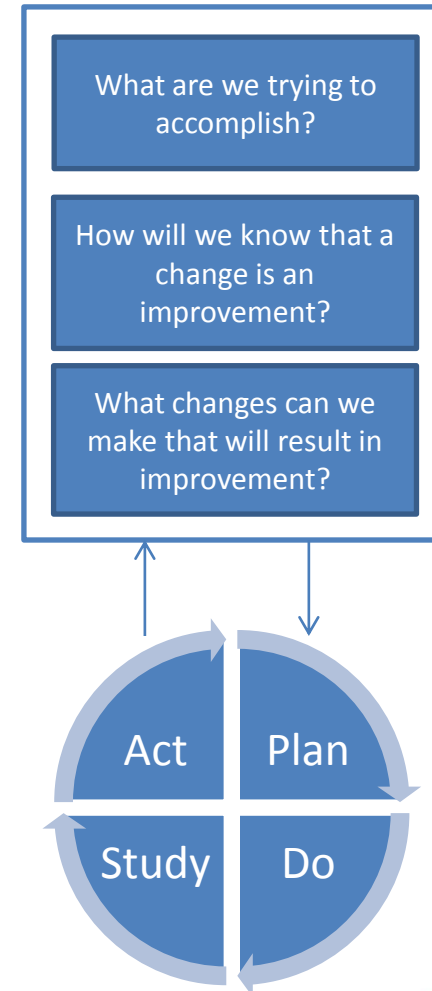 What are we trying to
accomplish?
How will we know that a
change is an
improvement?
What changes can we
make that will result in
improvement?
Act
Plan
Study
Do